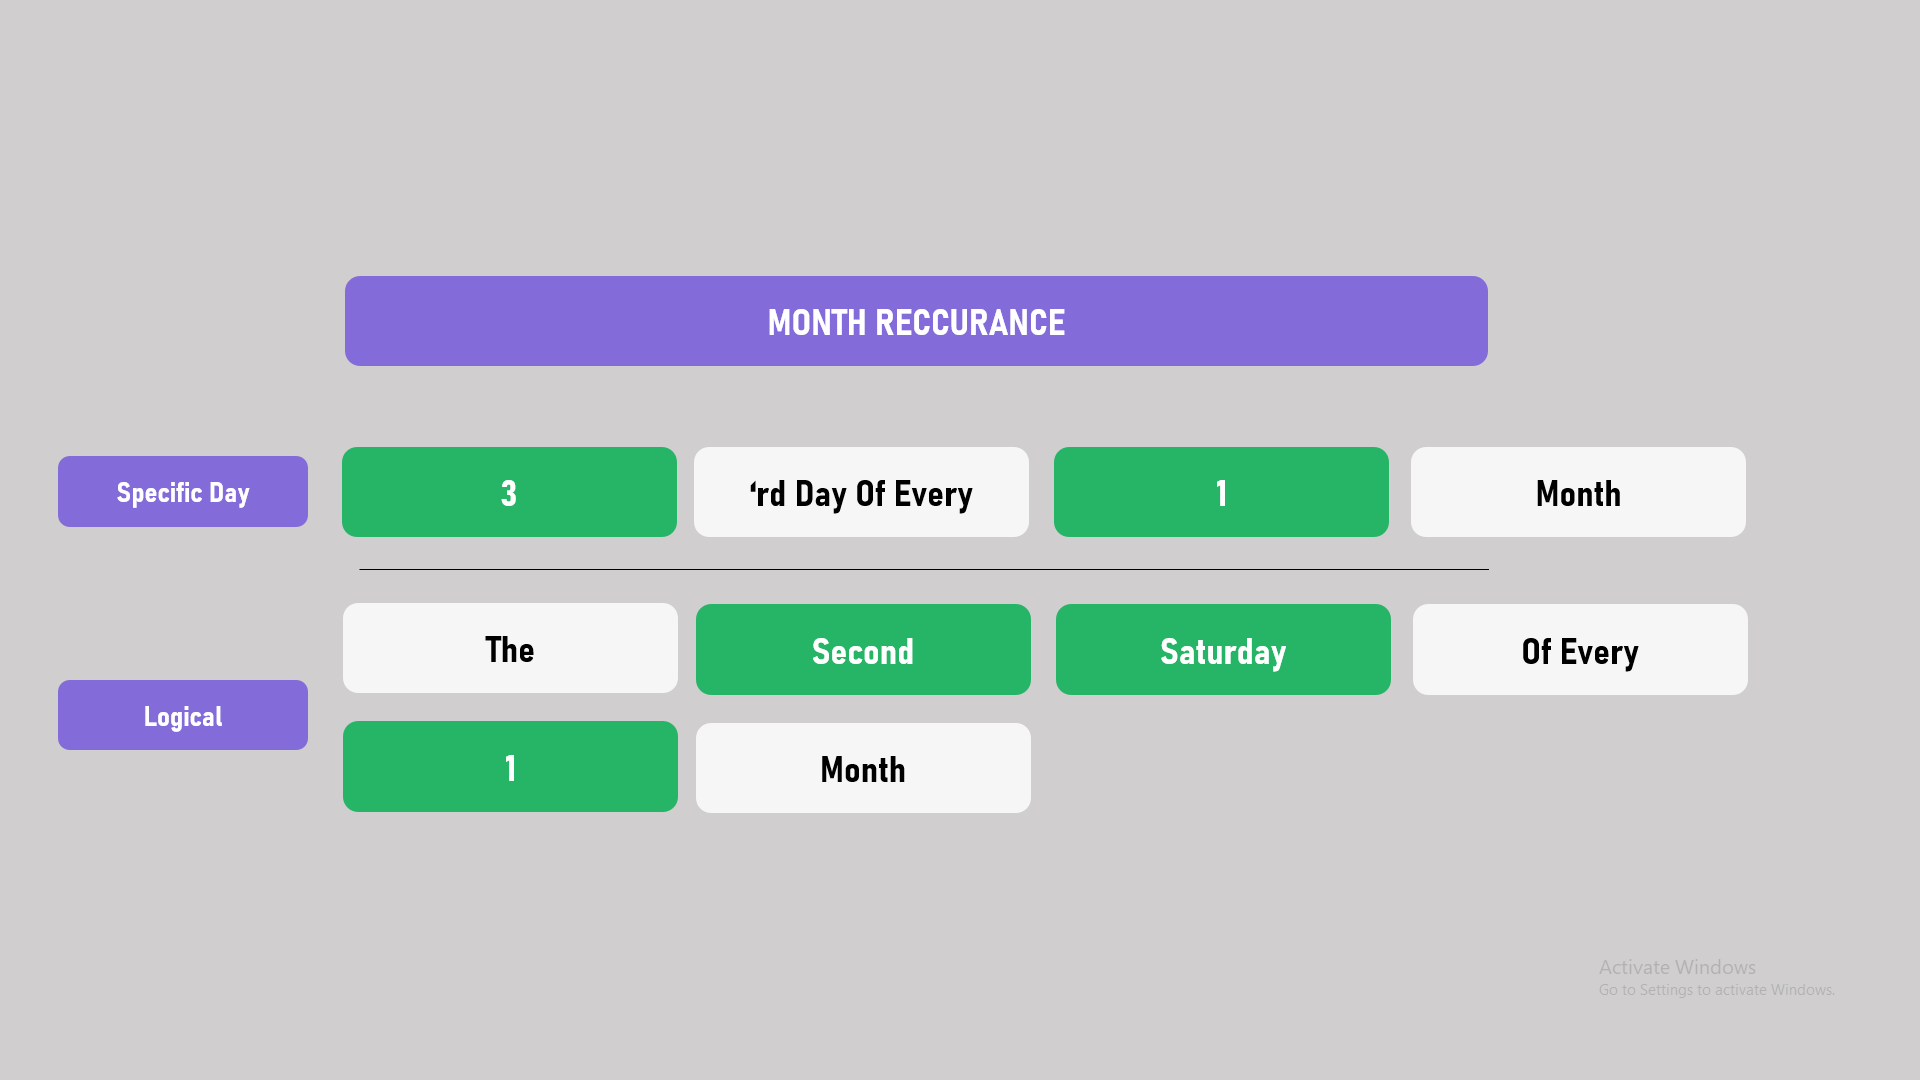 MONTH RECCURANCE
Specific Day
3
‘rd Day Of Every
1
Month
Logical
The
Second
Saturday
Of Every
1
Month
Activate Windows
Go to Settings to activate Windows.